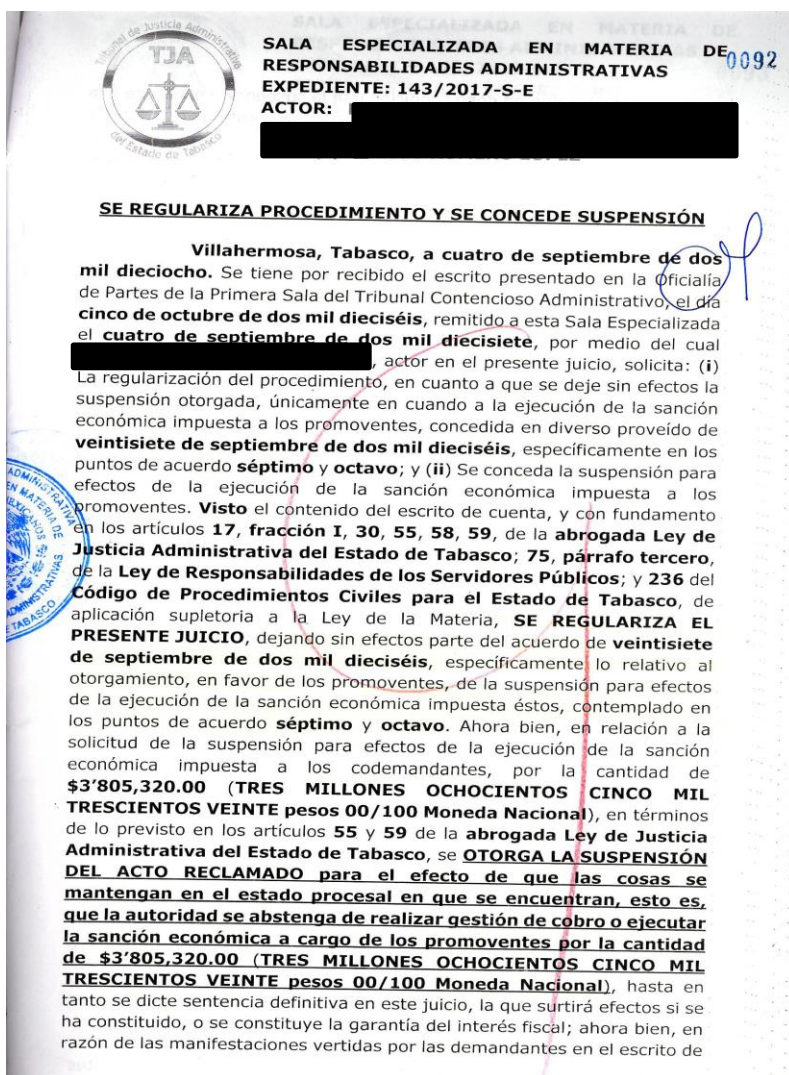 Tribunal de Justicia Administrativa
TJA
del Estado de Tabasco
SALA ESPECIALIZADA EN MATERIA DE
RESPONSABILIDADES ADMINISTRATIVAS
EXPEDIENTE: 143/2017-S-E
ACTOR:
0092
SE REGULARIZA PROCEDIMIENTO Y SE CONCEDE SUSPENSIÓN
Villahermosa, Tabasco, a cuatro de septiembre de dos
mil dieciocho. Se tiene por recibido el escrito presentado en la Oficialía
de Partes de la Primera Sala del Tribunal Contencioso Administrativo, el día
cinco de octubre de dos mil dieciséis, remitido a esta Sala Especializada
el cuatro de septiembre de dos mil diecisiete, por medio del cual
, actor en el presente juicio, solicita: (i)
La regularización del procedimiento, en cuanto a que se deje sin efectos la
suspensión otorgada, únicamente en cuando a la ejecución de la sanción
económica impuesta a los promoventes, concedida en diverso proveído de
veintisiete de septiembre de dos mil dieciséis, específicamente en los
puntos de acuerdo séptimo y octavo; y (ii) Se conceda la suspensión para
efectos de la ejecución de la sanción económica impuesta a los
promoventes. Visto el contenido del escrito de cuenta, y con fundamento
en los artículos 17, fracción I, 30, 55, 58, 59, de la abrogada Ley de
Justicia Administrativa del Estado de Tabasco; 75, párrafo tercero,
de la Ley de Responsabilidades de los Servidores Públicos; y 236 del
Código de Procedimientos Civiles para el Estado de Tabasco, de
aplicación supletoria a la Ley de la Materia, SE REGULARIZA EL
PRESENTE JUICIO, dejando sin efectos parte del acuerdo de veintisiete
de septiembre de dos mil dieciséis, específicamente lo relativo al
otorgamiento, en favor de los promoventes, de la suspensión para efectos
de la ejecución de la sanción económica impuesta éstos, contemplado en
los puntos de acuerdo séptimo y octavo. Ahora bien, en relación a la
solicitud de la suspensión para efectos de la ejecución de la sanción
económica impuesta a los codemandantes, por la cantidad de
$3'805,320.00 (TRES MILLONES OCHOCIENTOS CINCO MIL
TRESCIENTOS VEINTE pesos 00/100 Moneda Nacional), en términos
de lo previsto en los artículos 55 y 59 de la abrogada Ley de Justicia
Administrativa del Estado de Tabasco, se OTORGA LA SUSPENSIÓN
DEL ACTO RECLAMADO para el efecto de que las cosas se
mantengan en el estado procesal en que se encuentran, esto es,
que la autoridad se abstenga de realizar gestión de cobro o ejecutar
la sanción económica a cargo de los promoventes por la cantidad
de $3'805,320.00 (TRES MILLONES OCHOCIENTOS CINCO MIL
TRESCIENTOS VEINTE pesos 00/100 Moneda Nacional), hasta en
tanto se dicte sentencia definitiva en este juicio, la que surtirá efectos si se
ha constituido, o se constituye la garantía del interés fiscal; ahora bien, en
razón de las manifestaciones vertidas por las demandantes en el escrito de